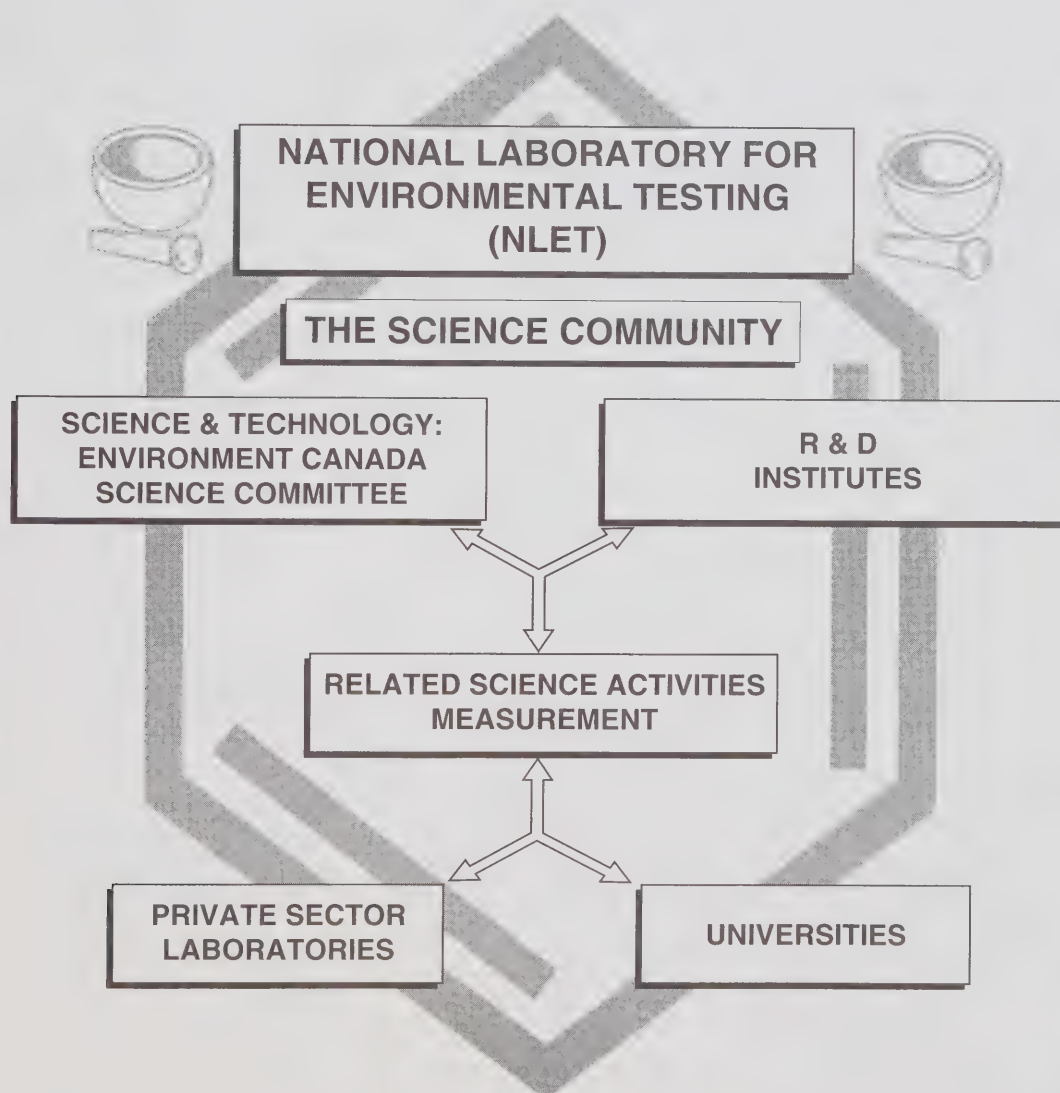 NATIONAL LABORATORY FOR
ENVIRONMENTAL TESTING
(NLET)
THE SCIENCE COMMUNITY
SCIENCE & TECHNOLOGY:
ENVIRONMENT CANADA
SCIENCE COMMITTEE
R & D
INSTITUTES
RELATED SCIENCE ACTIVITIES
MEASUREMENT
PRIVATE SECTOR
LABORATORIES
UNIVERSITIES